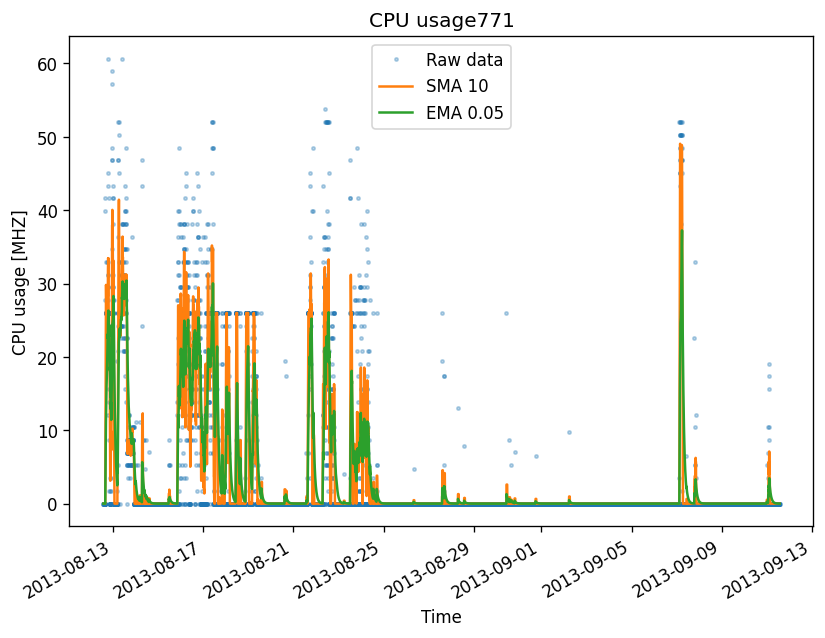 CPU usage771
Raw data
SMA 10
EMA 0.05
CPU usage [MHZ]
60
50
40
30
20
10
0
2013-08-13
2013-08-17
2013-08-21
2013-08-25
2013-08-29
2013-09-01
2013-09-05
2013-09-09
2013-09-13
Time